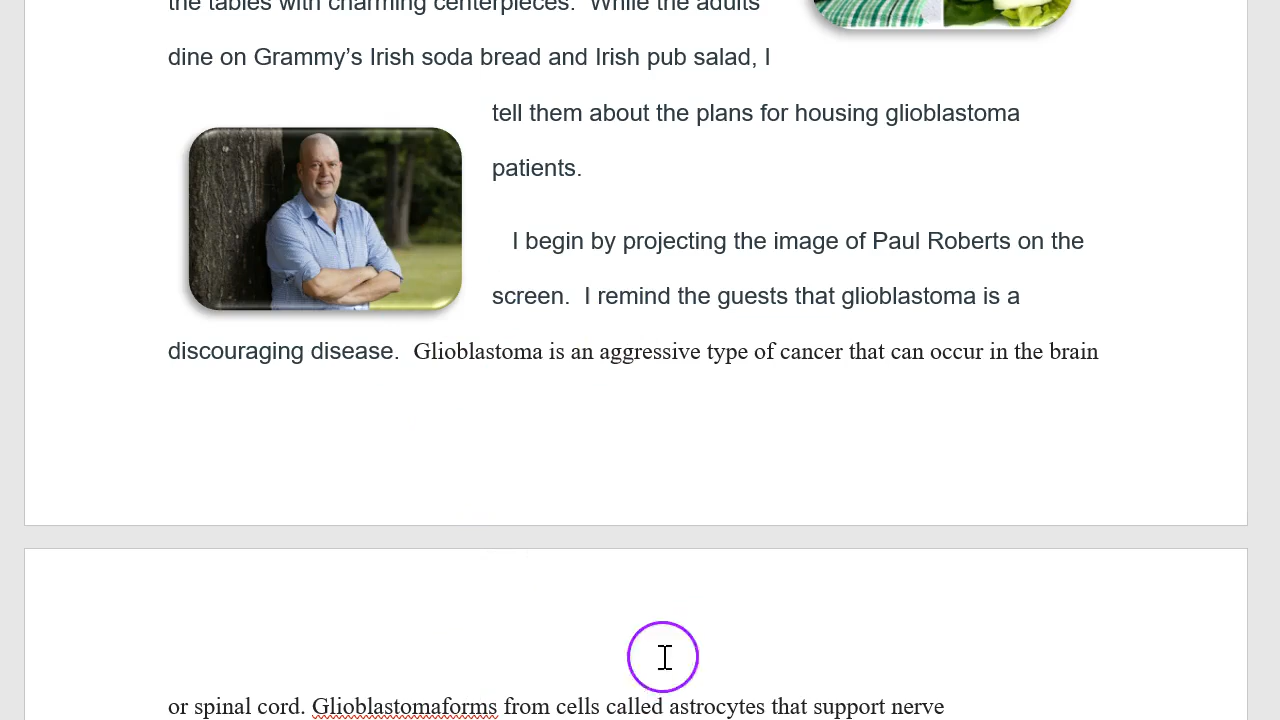 the tables with charming centerpieces.  While the adults
dine on Grammy’s Irish soda bread and Irish pub salad, I
tell them about the plans for housing glioblastoma
patients.
I begin by projecting the image of Paul Roberts on the
screen.  I remind the guests that glioblastoma is a
discouraging disease.  Glioblastoma is an aggressive type of cancer that can occur in the brain
or spinal cord. Glioblastomaforms from cells called astrocytes that support nerve